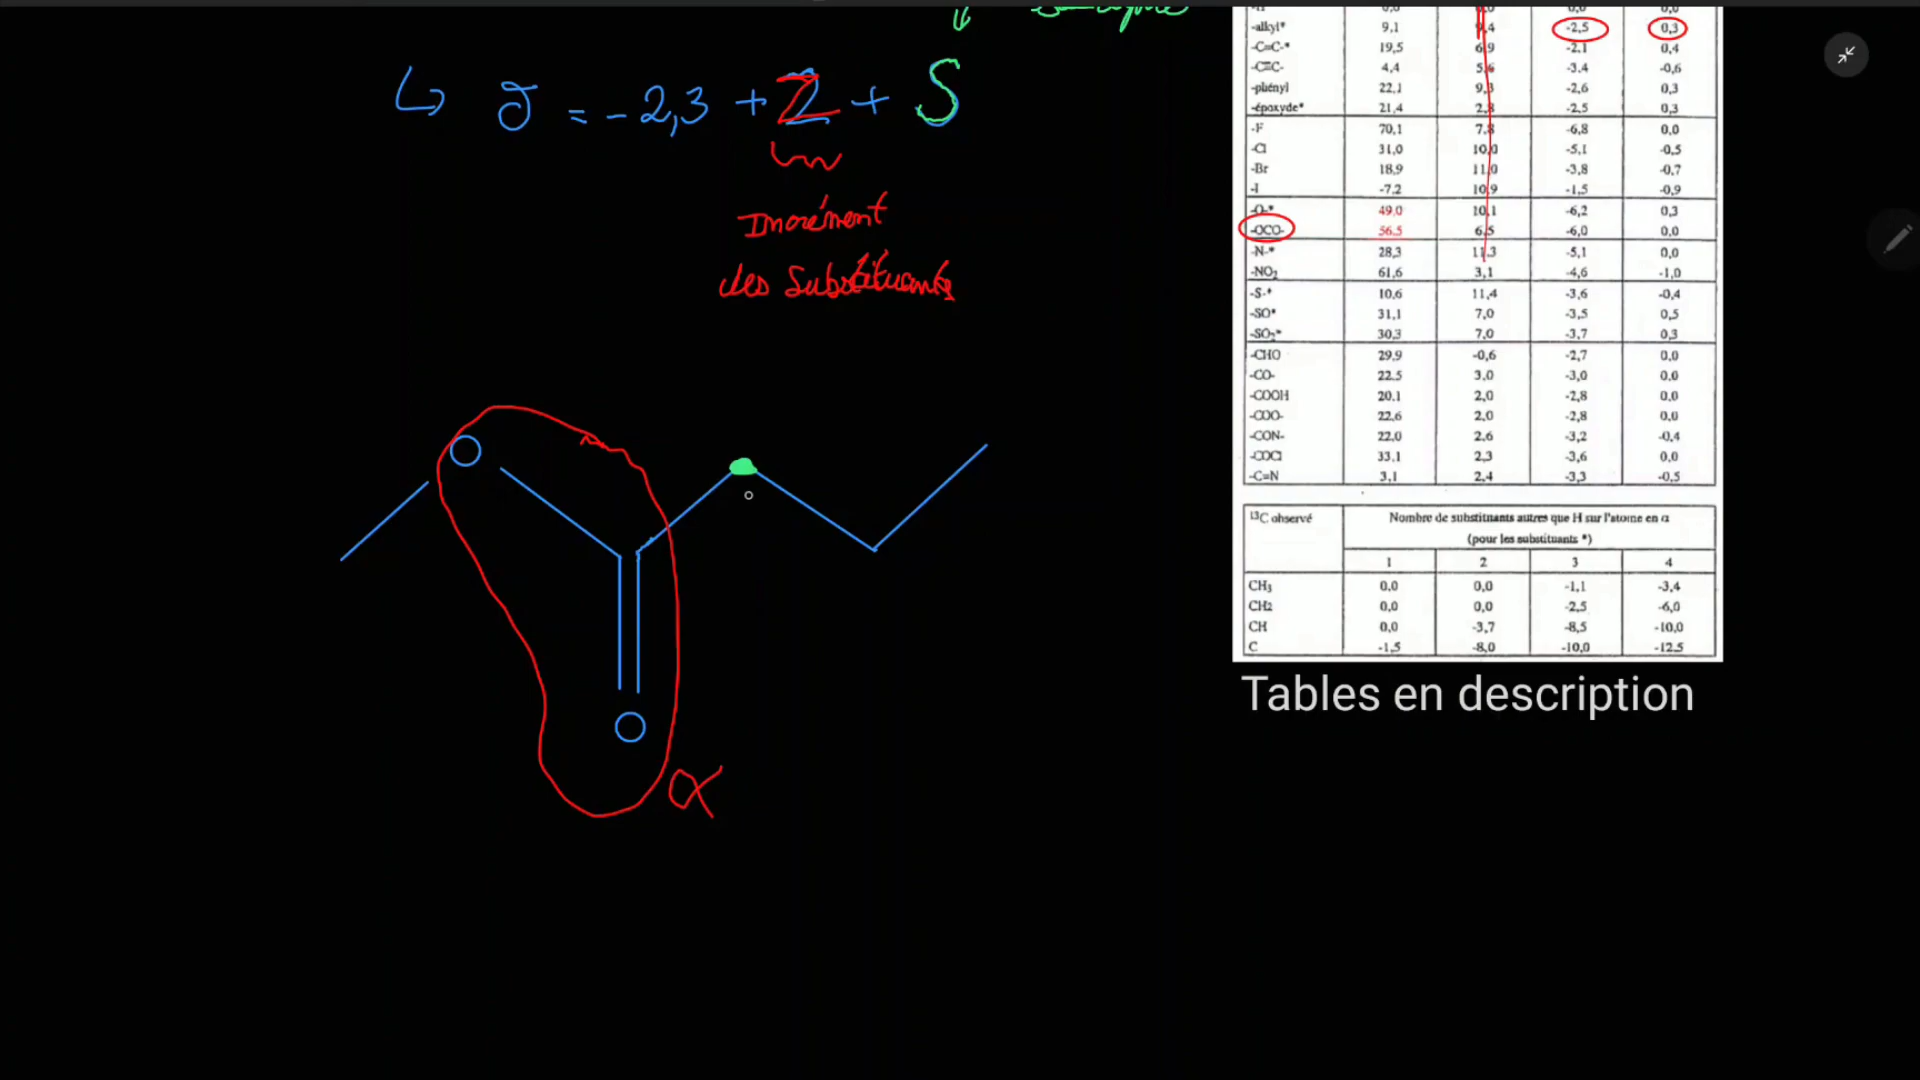 ↳ δ = -2,3 + Z + S
Incrément
des Substituants
O
O
α
-alkyl* 9,1 9,4 -2,5 0,3
-C=C-* 19,5 6,9 -2,1 0,4
-C≡C- 4,4 5,6 -3,4 -0,6
-phényl 22,1 9,3 -2,6 0,3
-époxyde* 21,4 2,8 -2,5 0,3
-F 70,1 7,8 -6,8 0,0
-Cl 31,0 10,0 -5,1 -0,5
-Br 18,9 11,0 -3,8 -0,7
-I -7,2 10,9 -1,5 -0,9
-O-* 49,0 10,1 -6,2 0,3
-OCO- 56,5 6,5 -6,0 0,0
-N-* 28,3 11,3 -5,1 0,0
-NO2 61,6 3,1 -4,6 -1,0
-S-* 10,6 11,4 -3,6 -0,4
-SO* 31,1 7,0 -3,5 0,5
-SO2* 30,3 7,0 -3,7 0,3
-CHO 29,9 -0,6 -2,7 0,0
-CO- 22,5 3,0 -3,0 0,0
-COOH 20,1 2,0 -2,8 0,0
-COO- 22,6 2,0 -2,8 0,0
-CON- 22,0 2,6 -3,2 -0,4
-COCl 33,1 2,3 -3,6 0,0
-C≡N 3,1 2,4 -3,3 -0,5
13C observé Nombre de substituants autres que H sur l'atome en α
(pour les substituants *)
1 2 3 4
CH3 0,0 0,0 -1,1 -3,4
CH2 0,0 0,0 -2,5 -6,0
CH 0,0 -3,7 -8,5 -10,0
C -1,5 -8,0 -10,0 -12,5
Tables en description